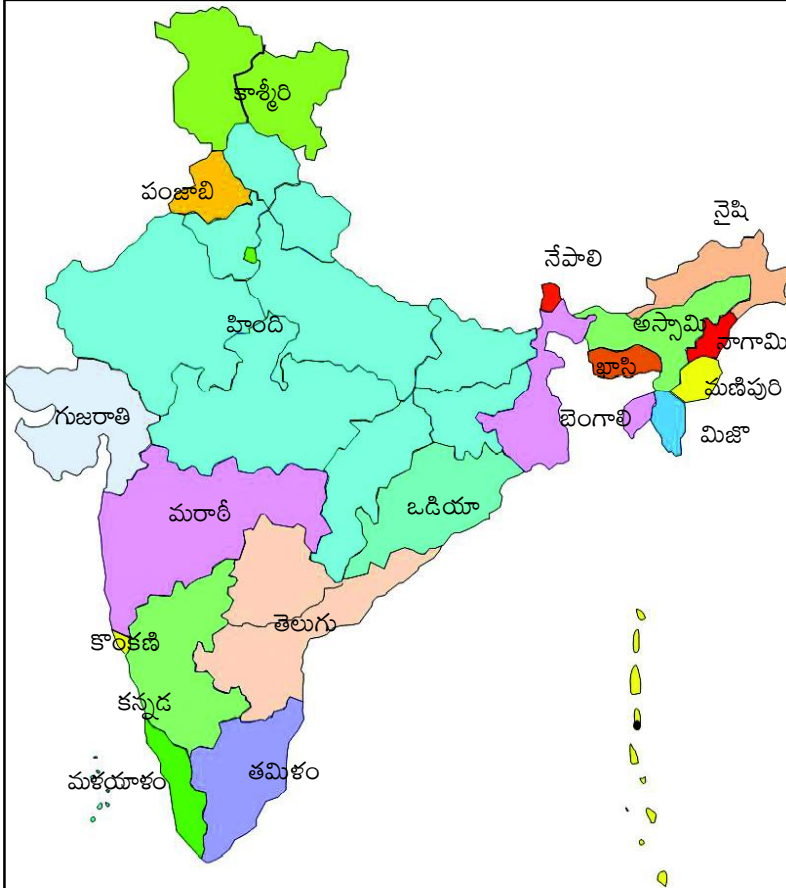 కాశ్మీరి
పంజాబి
నైషి
నేపాలి
హింది
అస్సామి
నాగామి
ఖాసి
మణిపురి
గుజరాతి
బెంగాలి
మిజొ
మరాఠీ
ఒడియా
తెలుగు
కొంకణి
కన్నడ
మళయాళం
తమిళం